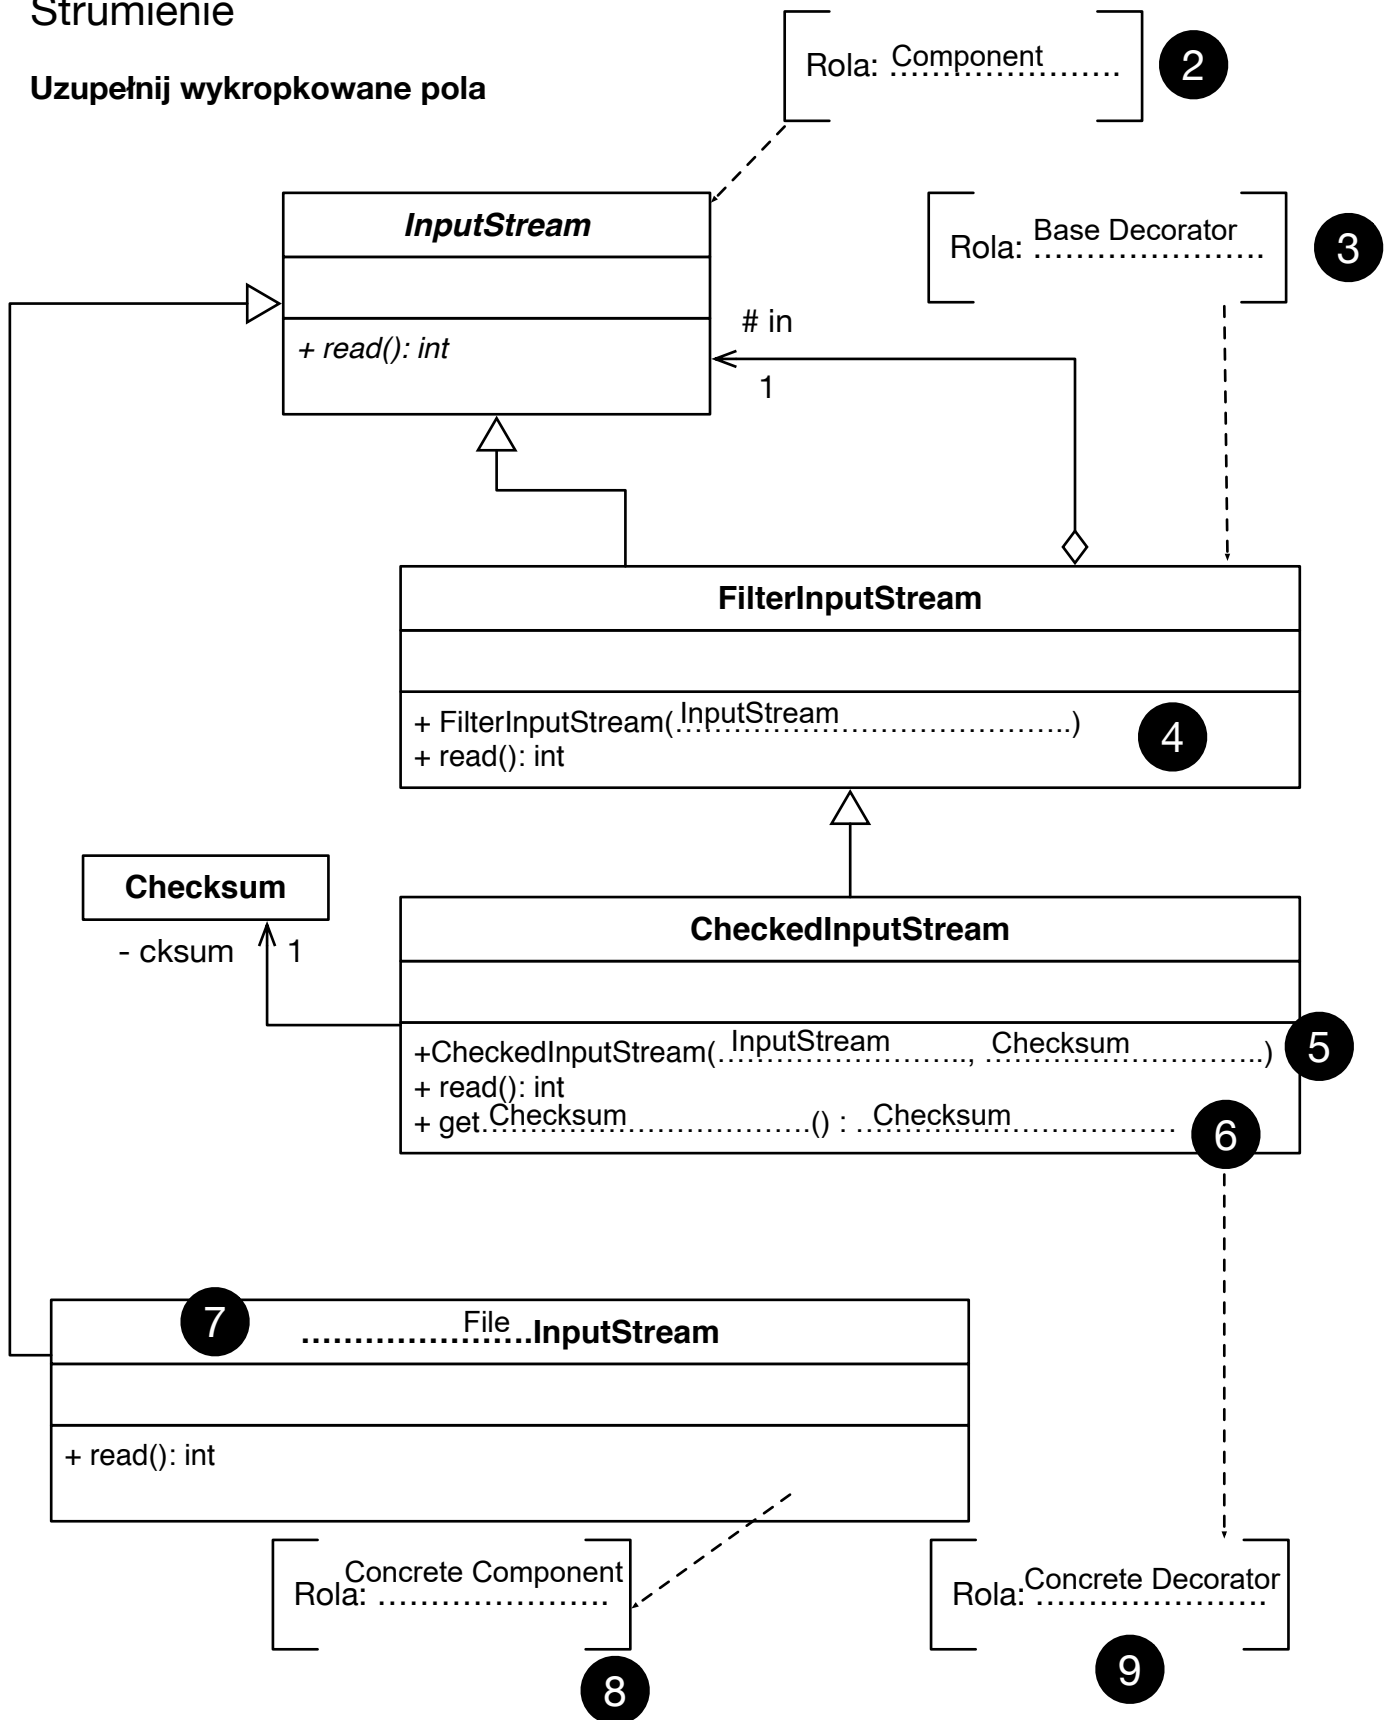 Strumienie
Uzupełnij wykropkowane pola
Rola: Component
2
InputStream
+ read(): int
Rola: Base Decorator
3
# in
1
FilterInputStream
+ FilterInputStream(InputStream)
+ read(): int
4
Checksum
- cksum
1
CheckedInputStream
+CheckedInputStream(InputStream, Checksum)
5
+ read(): int
+ getChecksum() : Checksum
6
7
FileInputStream
+ read(): int
Rola: Concrete Component
8
Rola: Concrete Decorator
9